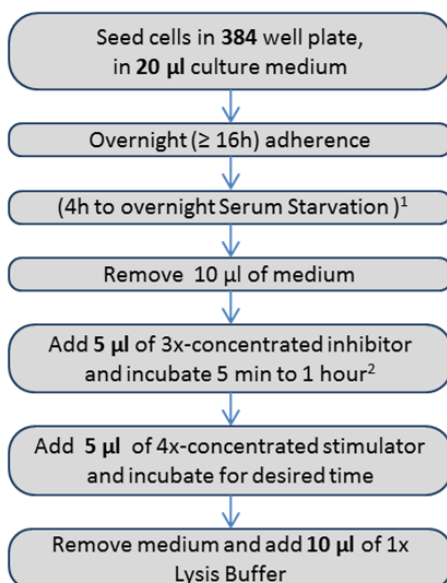 Seed cells in 384 well plate,
in 20 µl culture medium
Overnight (≥ 16h) adherence
(4h to overnight Serum Starvation )¹
Remove 10 µl of medium
Add 5 µl of 3x-concentrated inhibitor
and incubate 5 min to 1 hour²
Add 5 µl of 4x-concentrated stimulator
and incubate for desired time
Remove medium and add 10 µl of 1x
Lysis Buffer